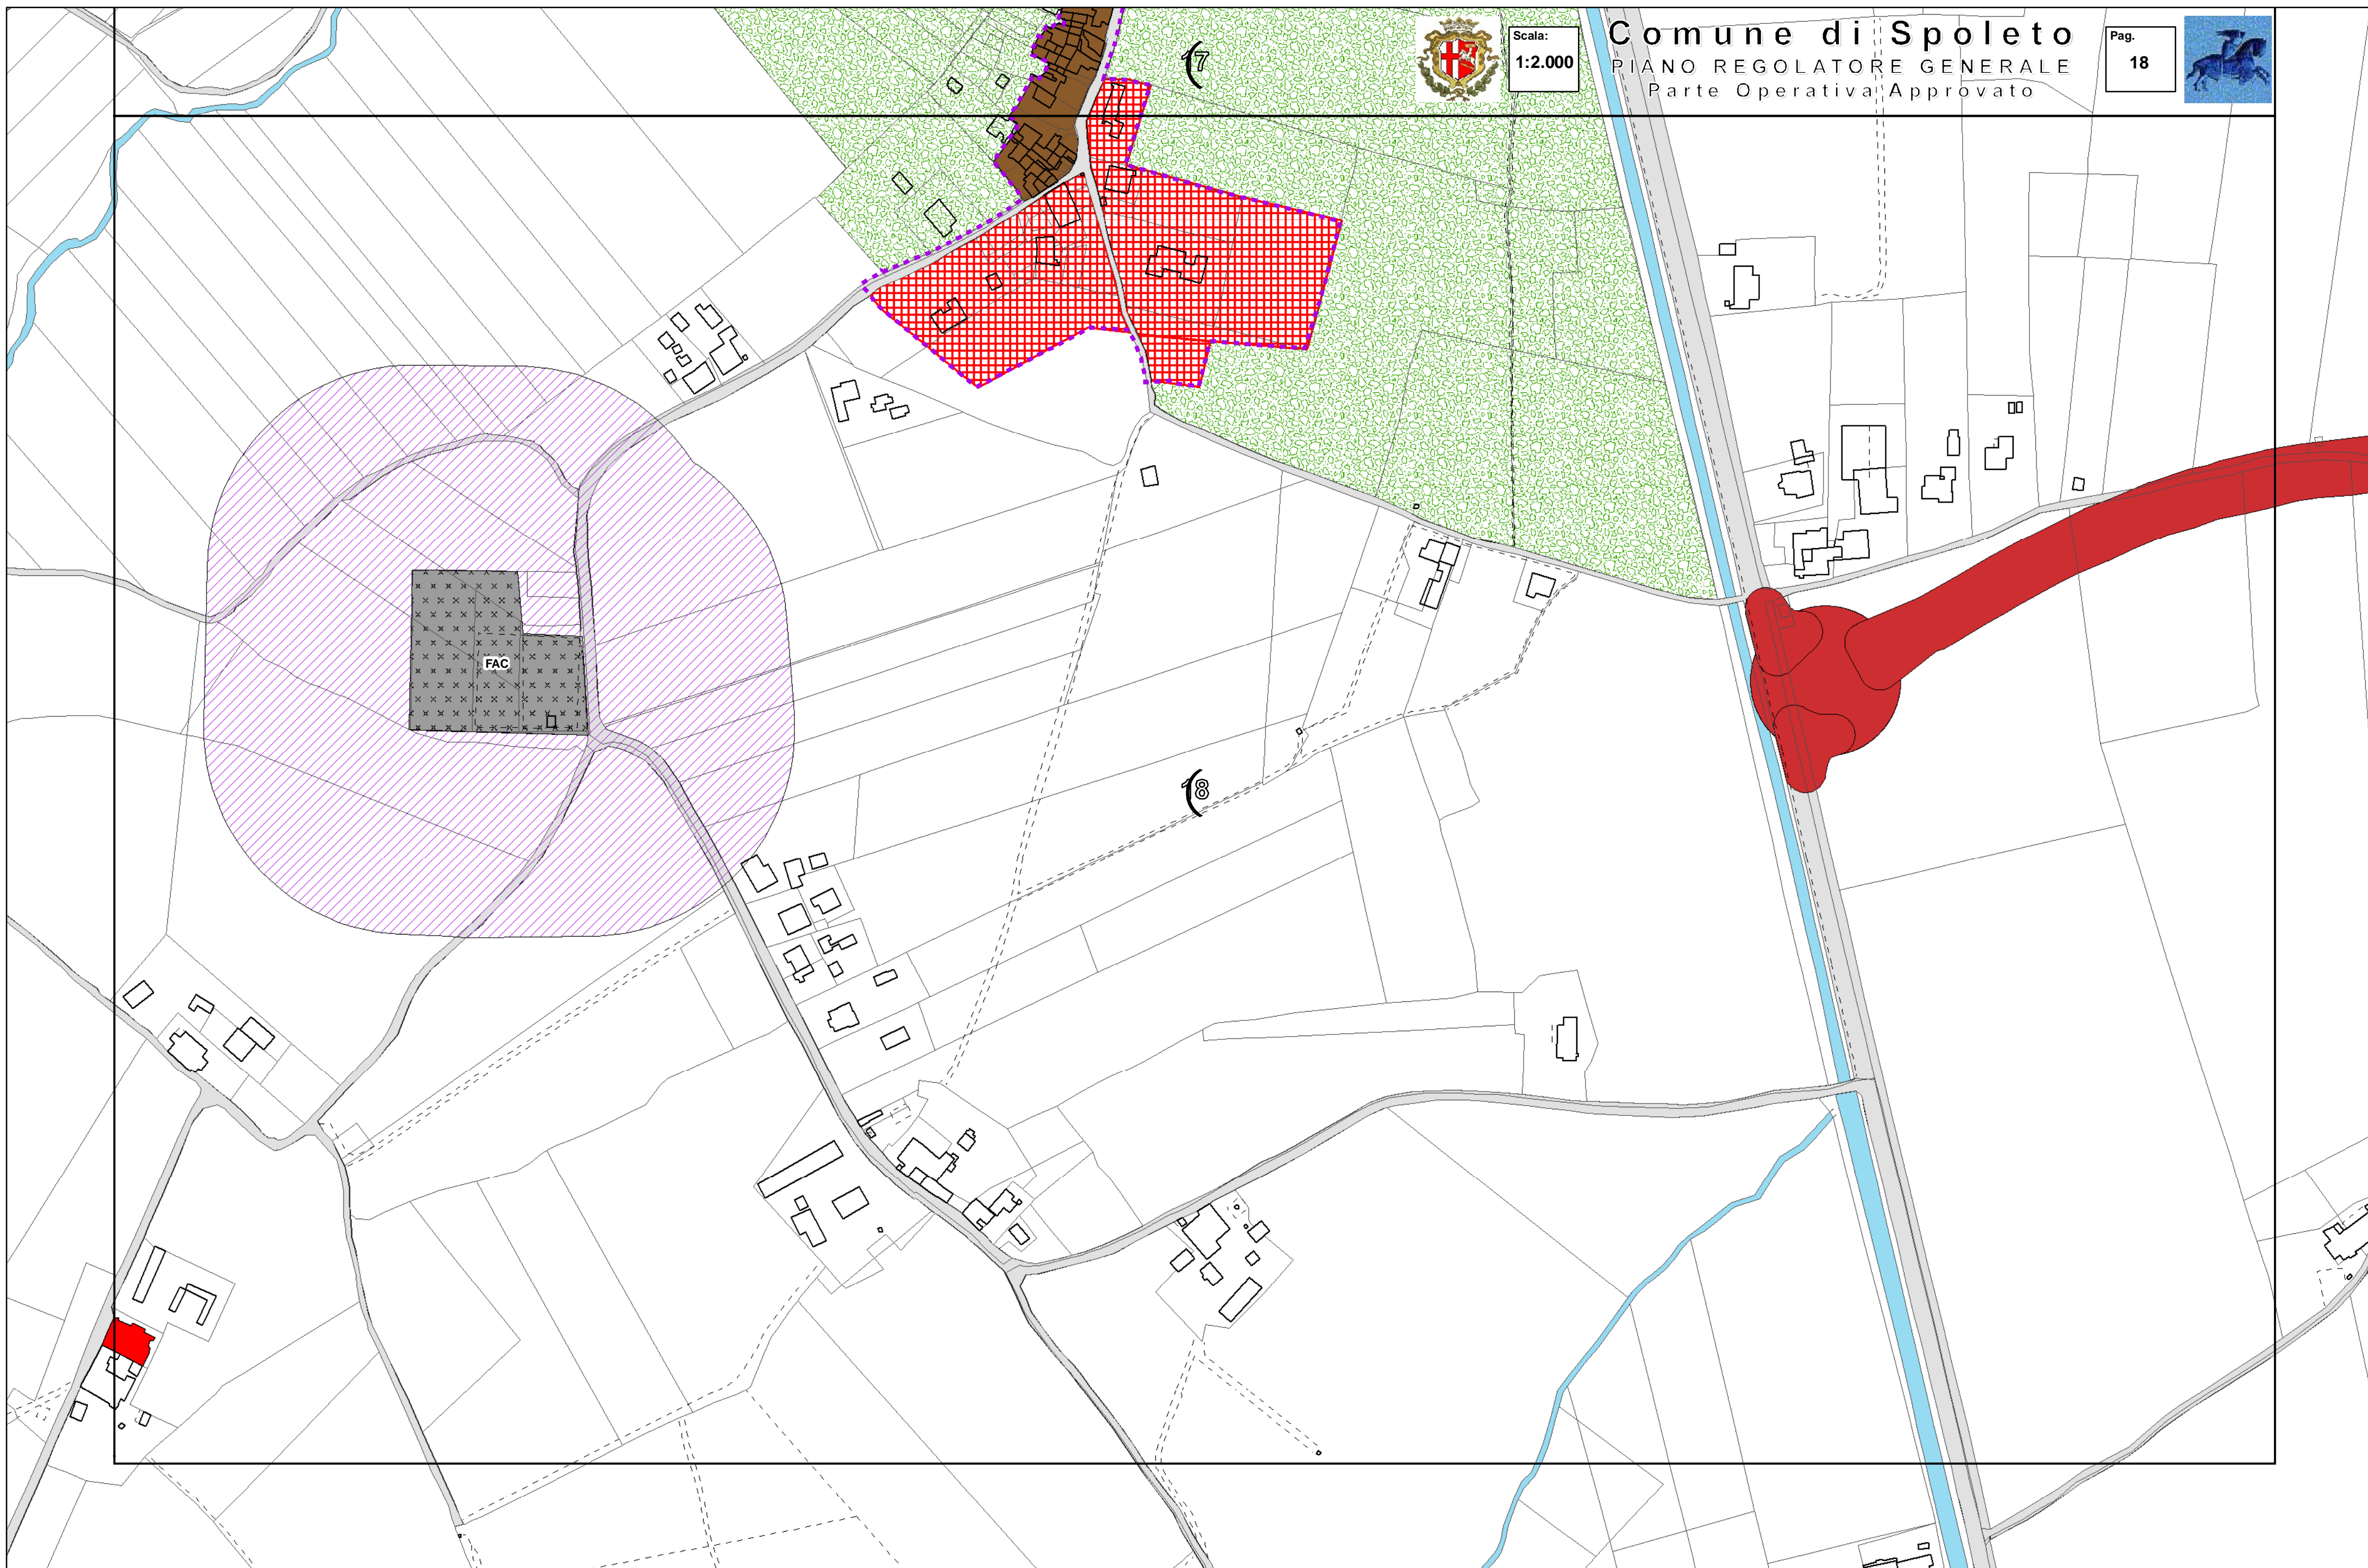 17
Scala:
1:2.000
Comune di Spoleto
PIANO REGOLATORE GENERALE
Parte Operativa Approvato
Pag.
18
FAC
18